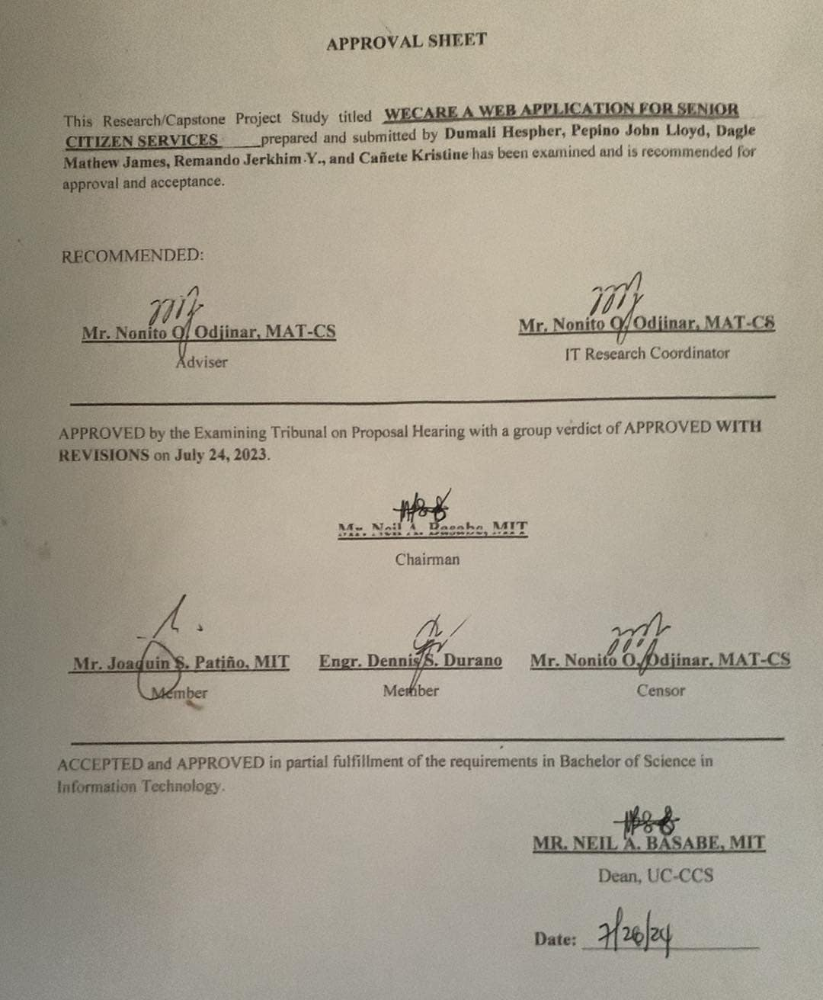 APPROVAL SHEET
This Research/Capstone Project Study titled WECARE A WEB APPLICATION FOR SENIOR
CITIZEN SERVICES prepared and submitted by Dumali Hespher, Pepino John Lloyd, Dagle
Mathew James, Remando Jerkhim Y., and Cañete Kristine has been examined and is recommended for
approval and acceptance.
RECOMMENDED:
Mr. Nonito O. Odjinar, MAT-CS
Adviser
Mr. Nonito O. Odjinar, MAT-CS
IT Research Coordinator
APPROVED by the Examining Tribunal on Proposal Hearing with a group verdict of APPROVED WITH
REVISIONS on July 24, 2023.
Mr. Neil A. Basabe, MIT
Chairman
Mr. Joaquin S. Patiño, MIT
Member
Engr. Dennis S. Durano
Member
Mr. Nonito O. Odjinar, MAT-CS
Censor
ACCEPTED and APPROVED in partial fulfillment of the requirements in Bachelor of Science in
Information Technology.
MR. NEIL A. BASABE, MIT
Dean, UC-CCS
Date: 7/26/24